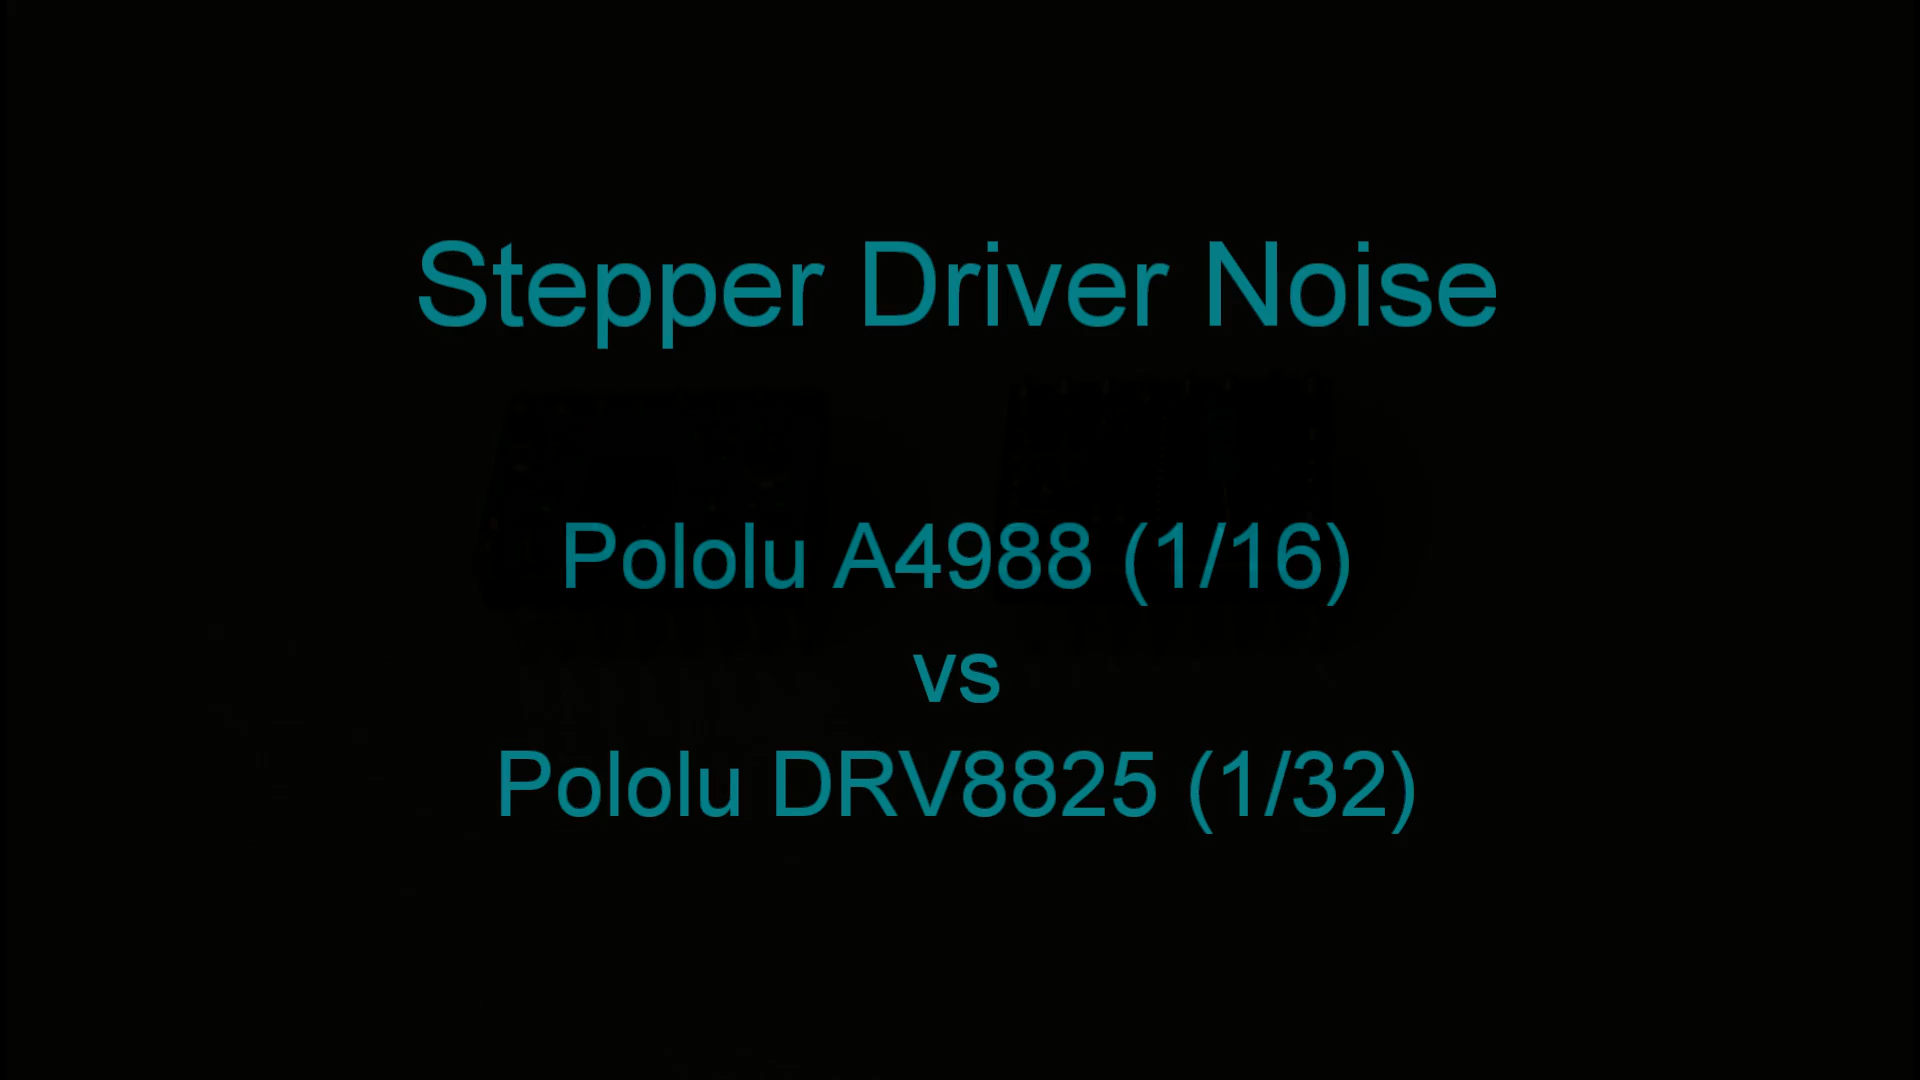 Stepper Driver Noise
Pololu A4988 (1/16)
vs
Pololu DRV8825 (1/32)